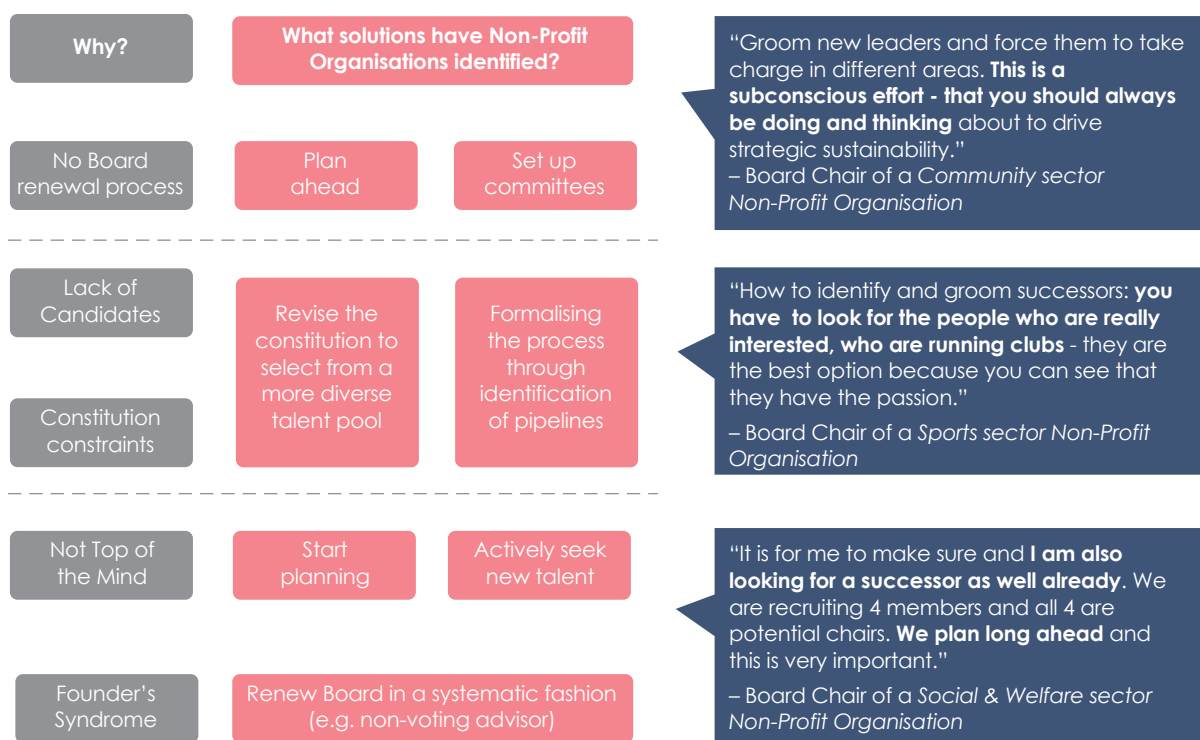 Why?
What solutions have Non-Profit
Organisations identified?
No Board
renewal process
Plan
ahead
Set up
committees
“Groom new leaders and force them to take
charge in different areas. This is a
subconscious effort - that you should always
be doing and thinking about to drive
strategic sustainability.”
– Board Chair of a Community sector
Non-Profit Organisation
Lack of
Candidates
Constitution
constraints
Revise the
constitution to
select from a
more diverse
talent pool
Formalising
the process
through
identification
of pipelines
“How to identify and groom successors: you
have to look for the people who are really
interested, who are running clubs - they are
the best option because you can see that
they have the passion.”
– Board Chair of a Sports sector Non-Profit
Organisation
Not Top of
the Mind
Start
planning
Actively seek
new talent
Founder’s
Syndrome
Renew Board in a systematic fashion
(e.g. non-voting advisor)
“It is for me to make sure and I am also
looking for a successor as well already. We
are recruiting 4 members and all 4 are
potential chairs. We plan long ahead and
this is very important.”
– Board Chair of a Social & Welfare sector
Non-Profit Organisation